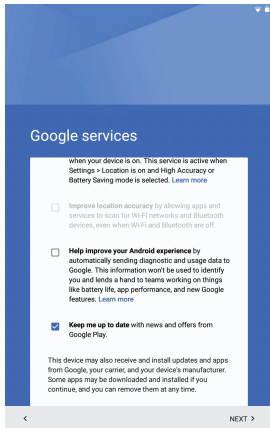 Google services
when your device is on. This service is active when
Settings > Location is on and High Accuracy or
Battery Saving mode is selected. Learn more
Improve location accuracy by allowing apps and
services to scan for Wi-Fi networks and Bluetooth
devices, even when Wi-Fi and Bluetooth are off.
Help improve your Android experience by
automatically sending diagnostic and usage data to
Google. This information won't be used to identify
you and lends a hand to teams working on things
like battery life, app performance, and new Google
features. Learn more
Keep me up to date with news and offers from
Google Play.
This device may also receive and install updates and apps
from Google, your carrier, and your device's manufacturer.
Some apps may be downloaded and installed if you
continue, and you can remove them at any time.
< NEXT >